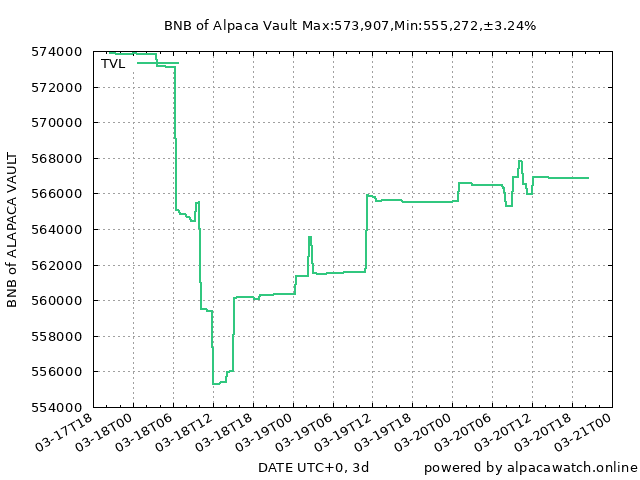 BNB of Alpaca Vault Max:573,907,Min:555,272,±3.24%
TVL
BNB of ALAPACA VAULT
574000
572000
570000
568000
566000
564000
562000
560000
558000
556000
554000
03-17T18
03-18T00
03-18T06
03-18T12
03-18T18
03-19T00
03-19T06
03-19T12
03-19T18
03-20T00
03-20T06
03-20T12
03-20T18
03-21T00
DATE UTC+0, 3d
powered by alpacawatch.online